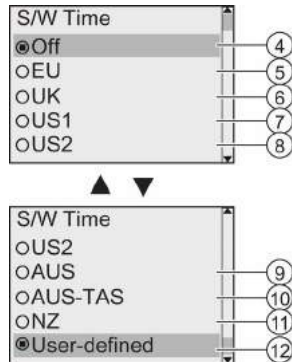 S/W Time
Off 4
EU 5
UK 6
US1 7
US2 8
S/W Time
US2
AUS 9
AUS-TAS 10
NZ 11
User-defined 12